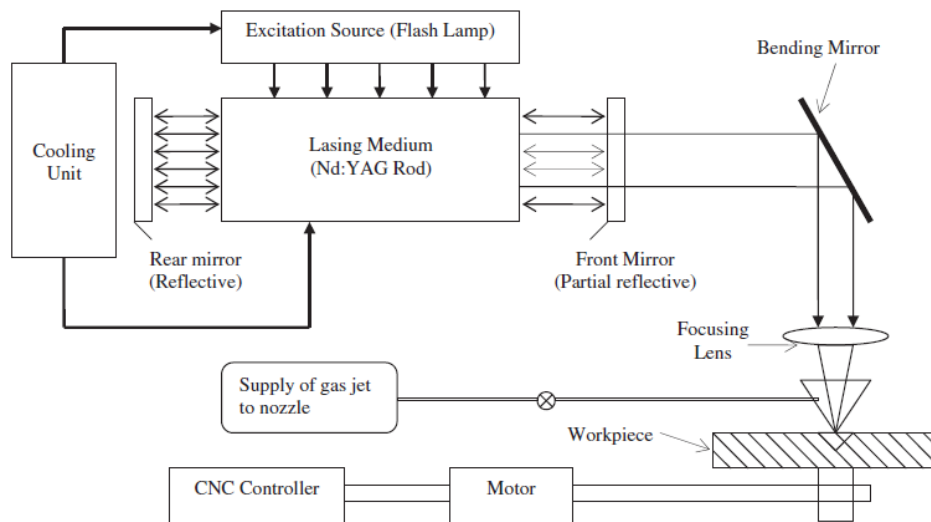 Excitation Source (Flash Lamp)
Bending Mirror
Cooling
Unit
Lasing Medium
(Nd:YAG Rod)
Rear mirror
(Reflective)
Front Mirror
(Partial reflective)
Focusing
Lens
Supply of gas jet
to nozzle
Workpiece
CNC Controller
Motor